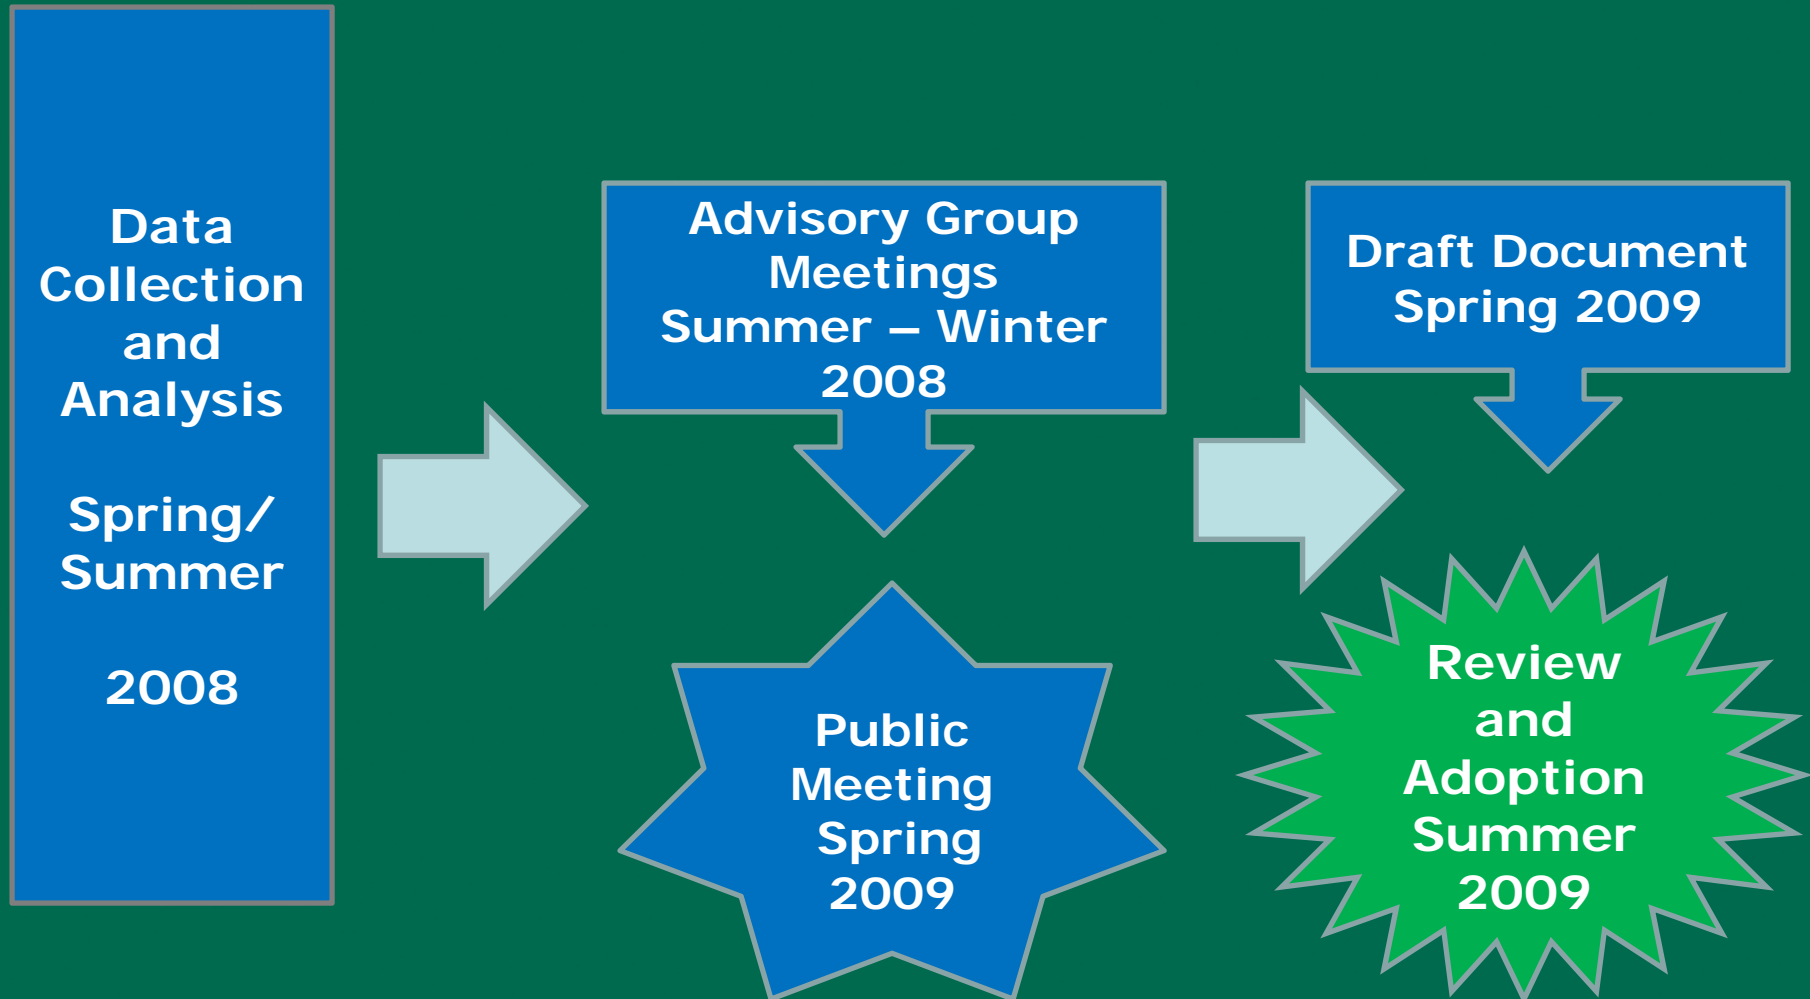 Data
Collection
and
Analysis
Spring/
Summer
2008
Advisory Group
Meetings
Summer – Winter
2008
Public
Meeting
Spring
2009
Draft Document
Spring 2009
Review
and
Adoption
Summer
2009